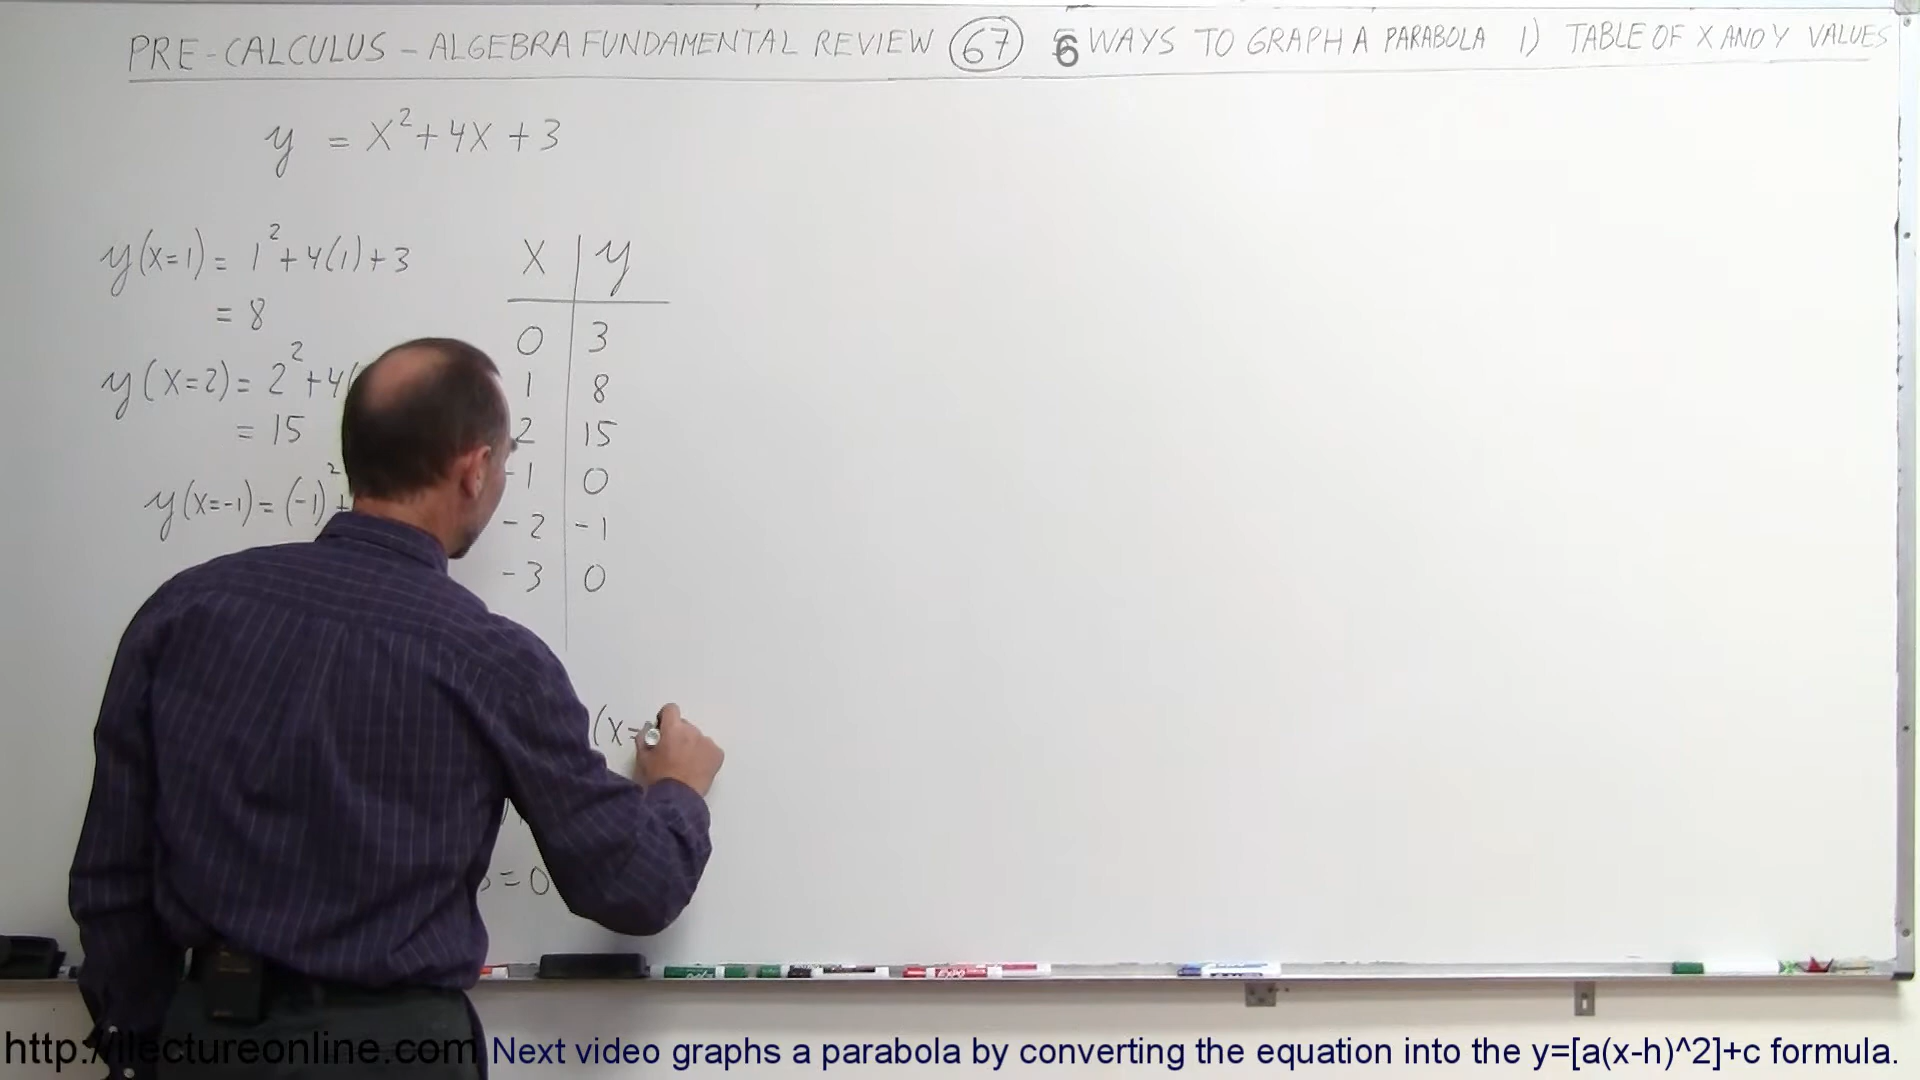 PRE-CALCULUS - ALGEBRA FUNDAMENTAL REVIEW 67 6 WAYS TO GRAPH A PARABOLA 1) TABLE OF X AND Y VALUES
y = x²+4x+3
y(x=1) = 1²+4(1)+3
= 8
y(x=2) = 2²+4(
= 15
y(x=-1) = (-1)²+
x | y
0 | 3
1 | 8
2 | 15
-1 | 0
-2 | -1
-3 | 0
(x=
=0
http://ilectureonline.com Next video graphs a parabola by converting the equation into the y=[a(x-h)^2]+c formula.